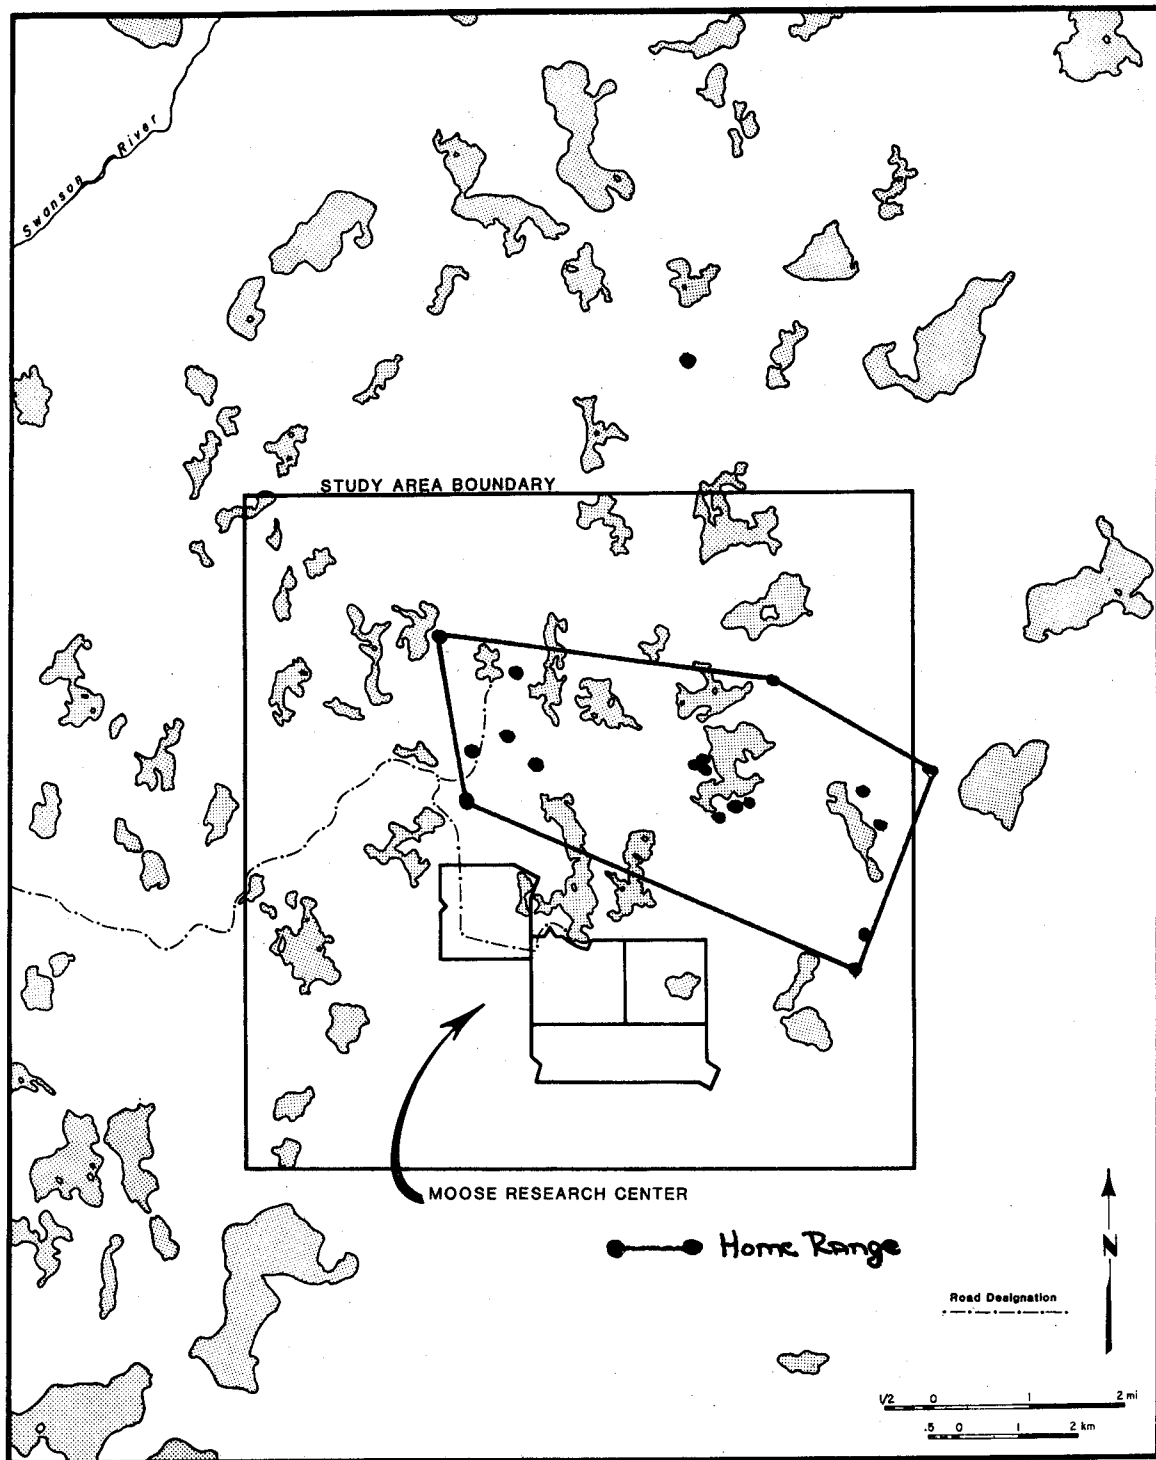 Swanson River
STUDY AREA BOUNDARY
MOOSE RESEARCH CENTER
Home Range
N
Road Designation
1/2 0 1 2 mi
.5 0 1 2 km